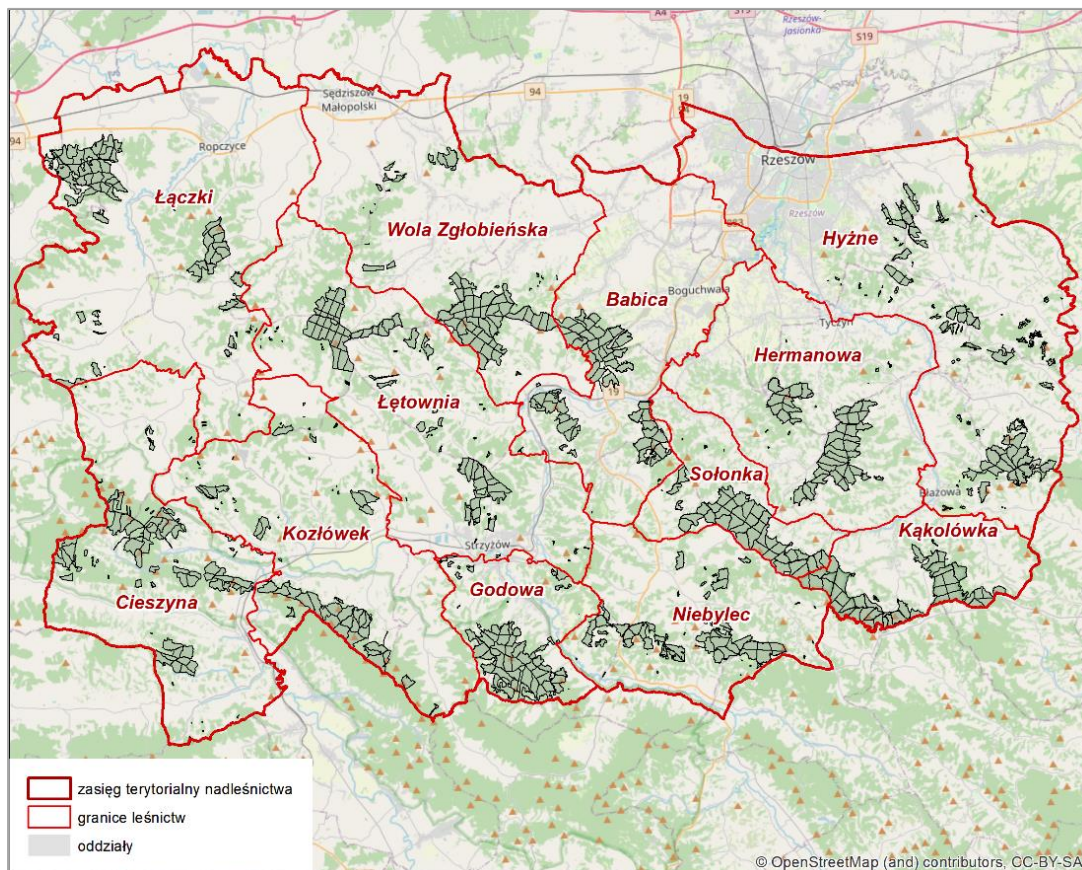 A4
S19
Rzeszów-
Jasionka
S19
Sędziszów
Małopolski
94
94
19
94
Ropczyce
Rzeszów
Rzeszów
Łączki
Wola Zgłobieńska
Hyżne
Babica
Boguchwała
Tyczyn
Hermanowa
Łętownia
19
Sołonka
Błażowa
Kąkolówka
Kozłówek
Strzyżów
Godowa
Cieszyna
Niebylec
zasięg terytorialny nadleśnictwa
granice leśnictw
oddziały
© OpenStreetMap (and) contributors, CC-BY-SA